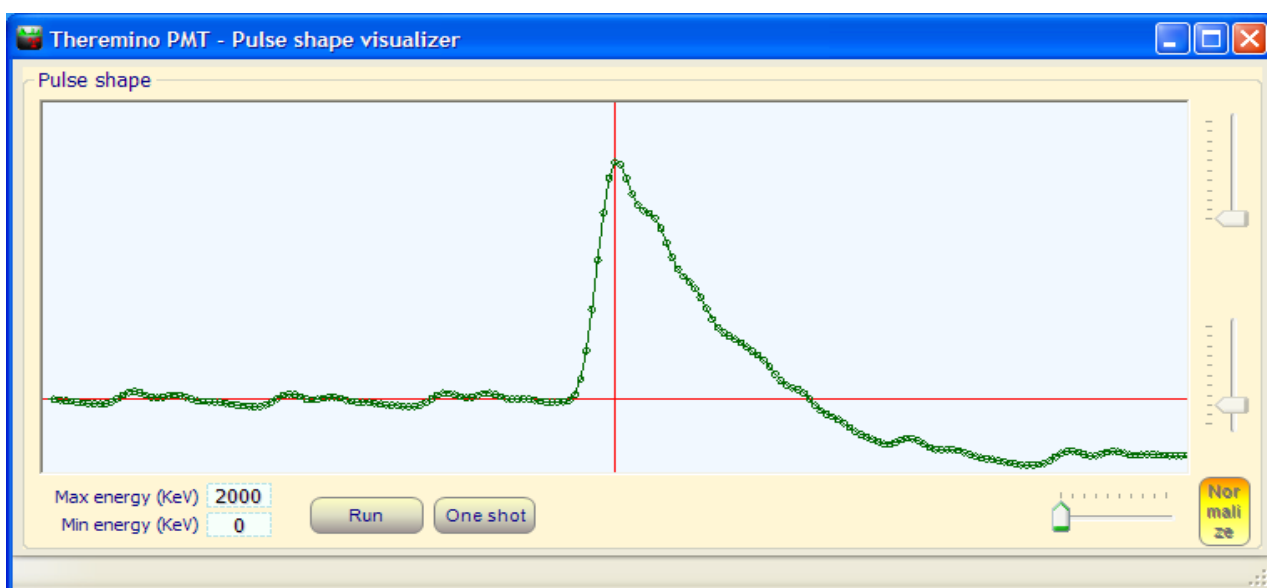 Theremino PMT - Pulse shape visualizer
Pulse shape
Max energy (KeV) 2000
Min energy (KeV) 0
Run
One shot
Nor
mali
ze